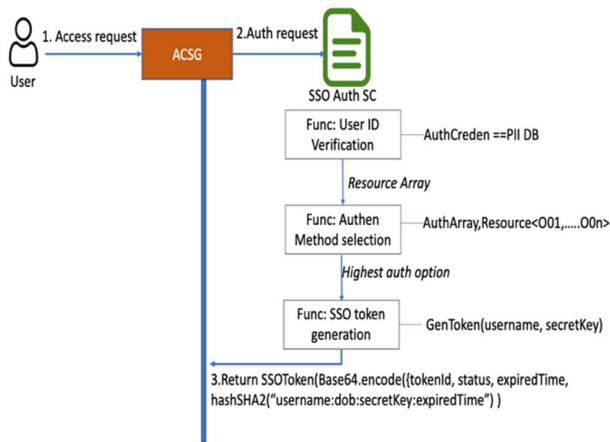 1. Access request
2.Auth request
ACSG
User
SSO Auth SC
Func: User ID
Verification
AuthCreden ==PII DB
Resource Array
Func: Authen
Method selection
AuthArray,Resource<O01,.....O0n>
Highest auth option
Func: SSO token
generation
GenToken(username, secretKey)
3.Return SSOToken(Base64.encode({tokenId, status, expiredTime,
hashSHA2(“username:dob:secretKey:expiredTime”) )